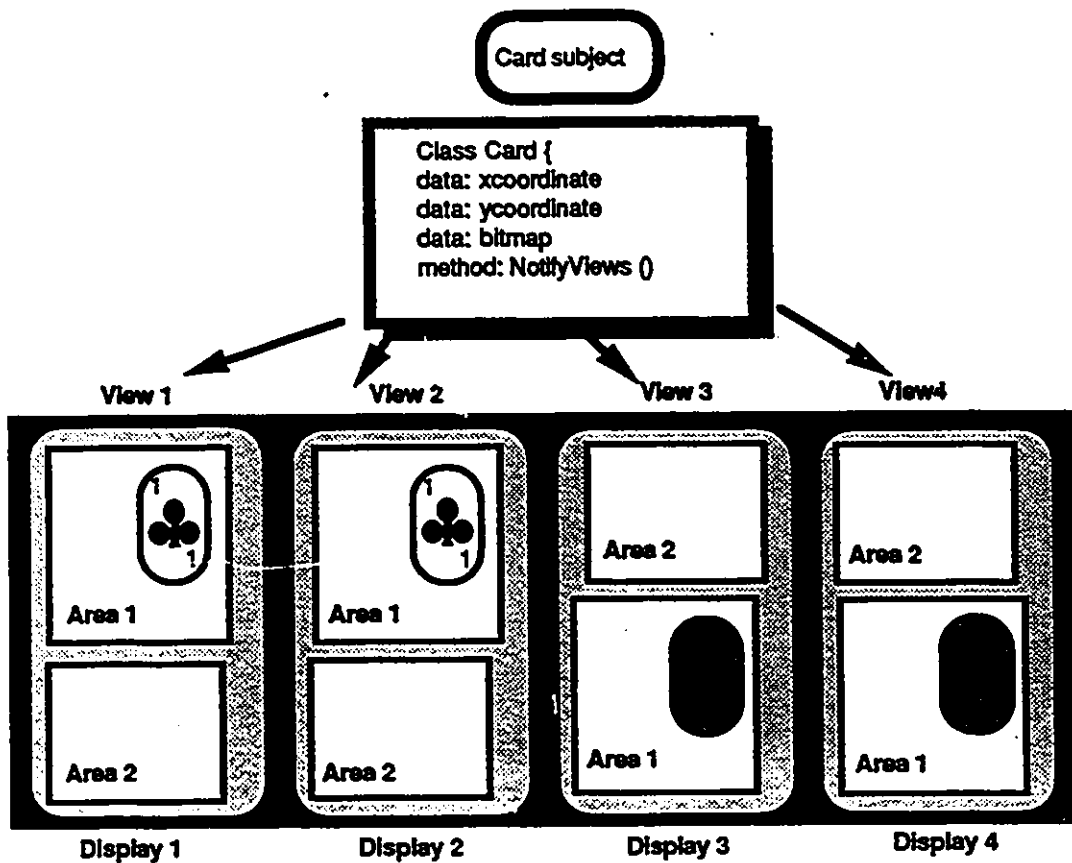 Card subject
Class Card {
data: xcoordinate
data: ycoordinate
data: bitmap
method: NotifyViews ()
View 1
View 2
View 3
View4
1
1
Area 1
Area 2
1
1
Area 1
Area 2
Area 2
Area 1
Area 2
Area 1
Display 1
Display 2
Display 3
Display 4